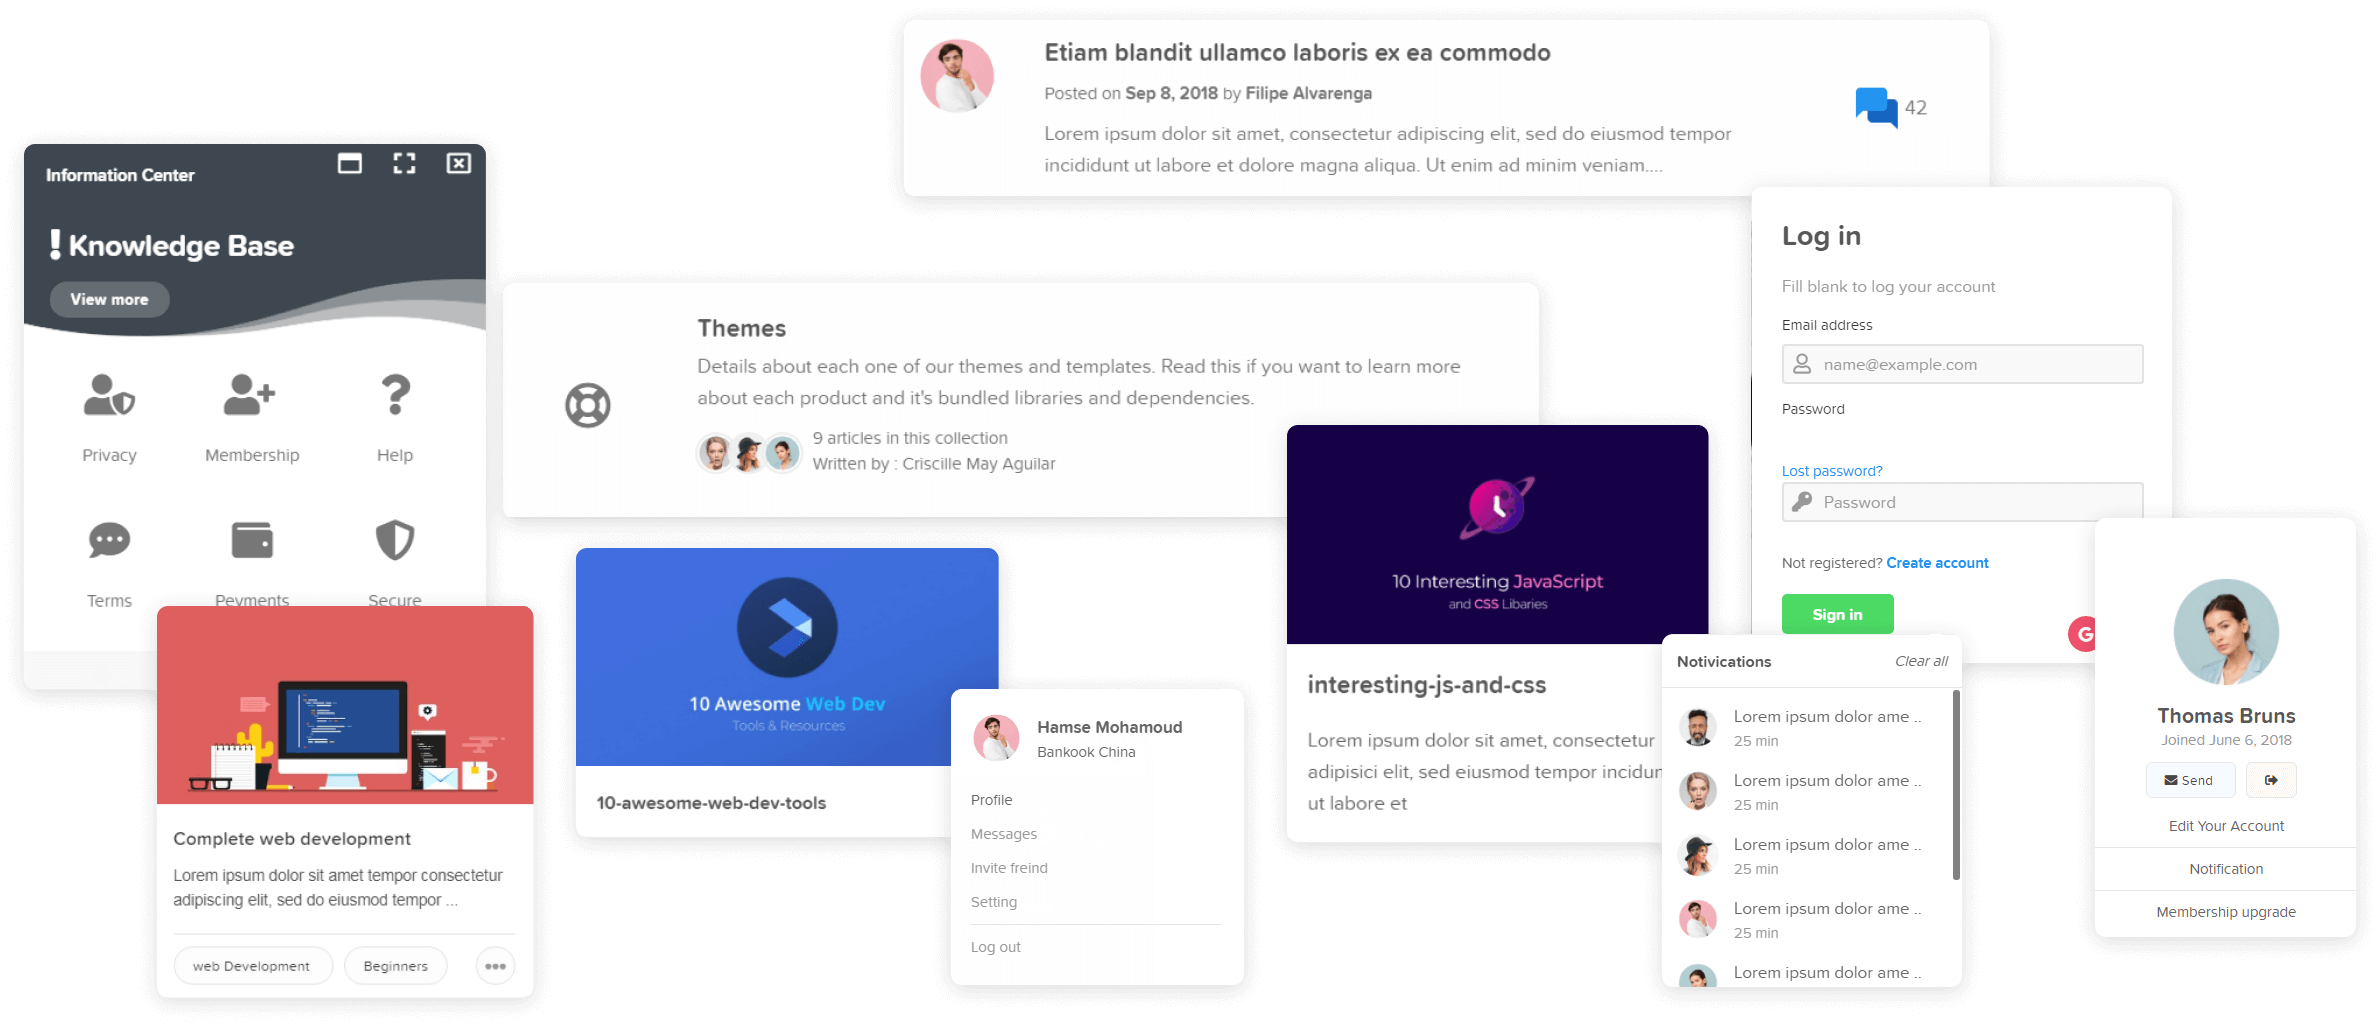 Etiam blandit ullamco laboris ex ea commodo
Posted on Sep 8, 2018 by Filipe Alvarenga
Lorem ipsum dolor sit amet, consectetur adipiscing elit, sed do eiusmod tempor
incididunt ut labore et dolore magna aliqua. Ut enim ad minim veniam....
42
Information Center
! Knowledge Base
View more
Privacy
Membership
Help
Terms
Peyments
Secure
Themes
Details about each one of our themes and templates. Read this if you want to learn more
about each product and it's bundled libraries and dependencies.
9 articles in this collection
Written by : Criscille May Aguilar
Log in
Fill blank to log your account
Email address
name@example.com
Password
Lost password?
Password
Not registered? Create account
Sign in
G
10 Interesting JavaScript
and CSS Libaries
interesting-js-and-css
Lorem ipsum dolor sit amet, consectetur
adipisici elit, sed eiusmod tempor incidun
ut labore et
10 Awesome Web Dev
Tools & Resources
10-awesome-web-dev-tools
Complete web development
Lorem ipsum dolor sit amet tempor consectetur
adipiscing elit, sed do eiusmod tempor ...
web Development
Beginners
Hamse Mohamoud
Bankook China
Profile
Messages
Invite freind
Setting
Log out
Notivications
Clear all
Lorem ipsum dolor ame ..
25 min
Lorem ipsum dolor ame ..
25 min
Lorem ipsum dolor ame ..
25 min
Lorem ipsum dolor ame ..
25 min
Lorem ipsum dolor ame ..
Thomas Bruns
Joined June 6, 2018
Send
Edit Your Account
Notification
Membership upgrade